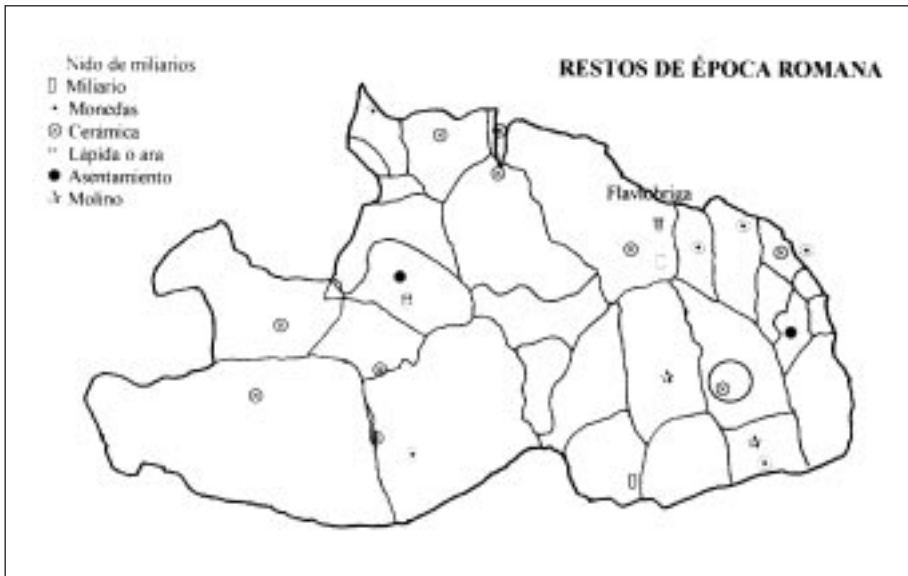 Nido de miliarios
Miliario
Monedas
Cerámica
Lápida o ara
Asentamiento
Molino
RESTOS DE ÉPOCA ROMANA
Flaviobriga